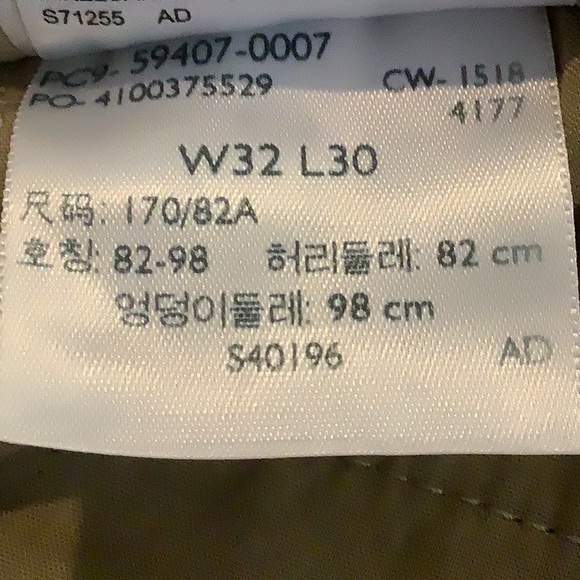 S71255 AD
PC9- 59407-0007
PO- 4100375529 CW- 1518
4177
W32 L30
尺码: 170/82A
호칭: 82-98 허리둘레: 82 cm
엉덩이둘레: 98 cm
S40196 AD